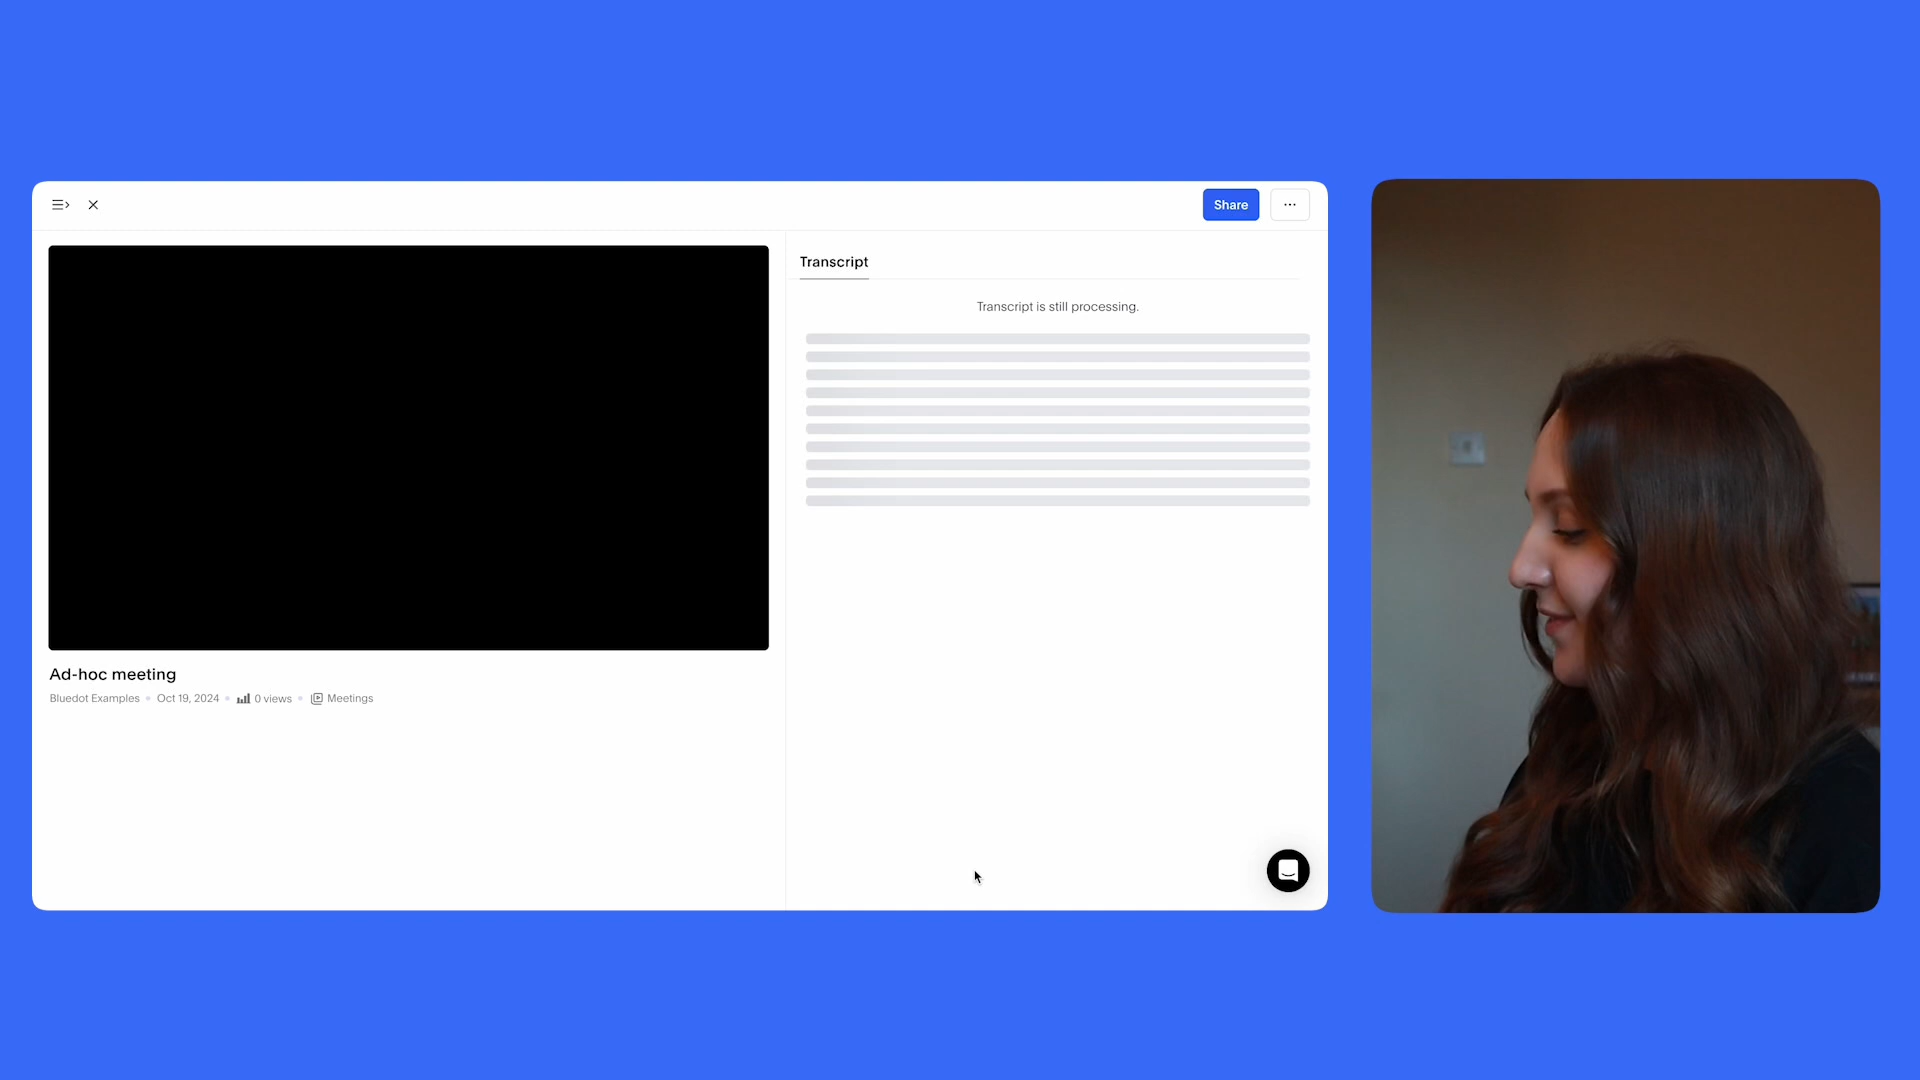 Share
Transcript
Transcript is still processing.
Ad-hoc meeting
Bluedot Examples • Oct 19, 2024 • 0 views • Meetings